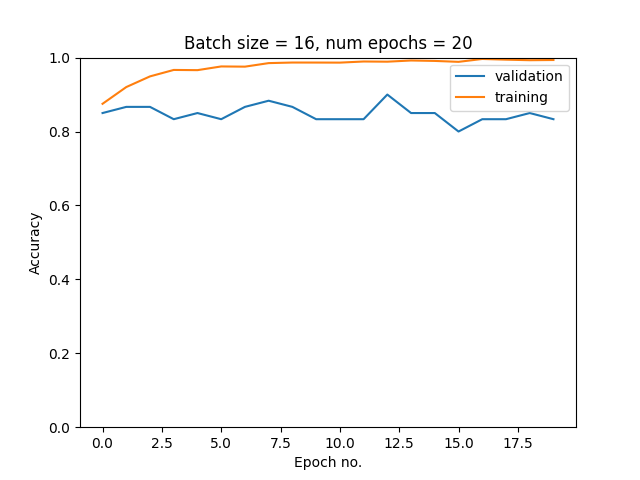 Batch size = 16, num epochs = 20
1.0
validation
training
0.8
0.6
Accuracy
0.4
0.2
0.0
0.0 2.5 5.0 7.5 10.0 12.5 15.0 17.5
Epoch no.